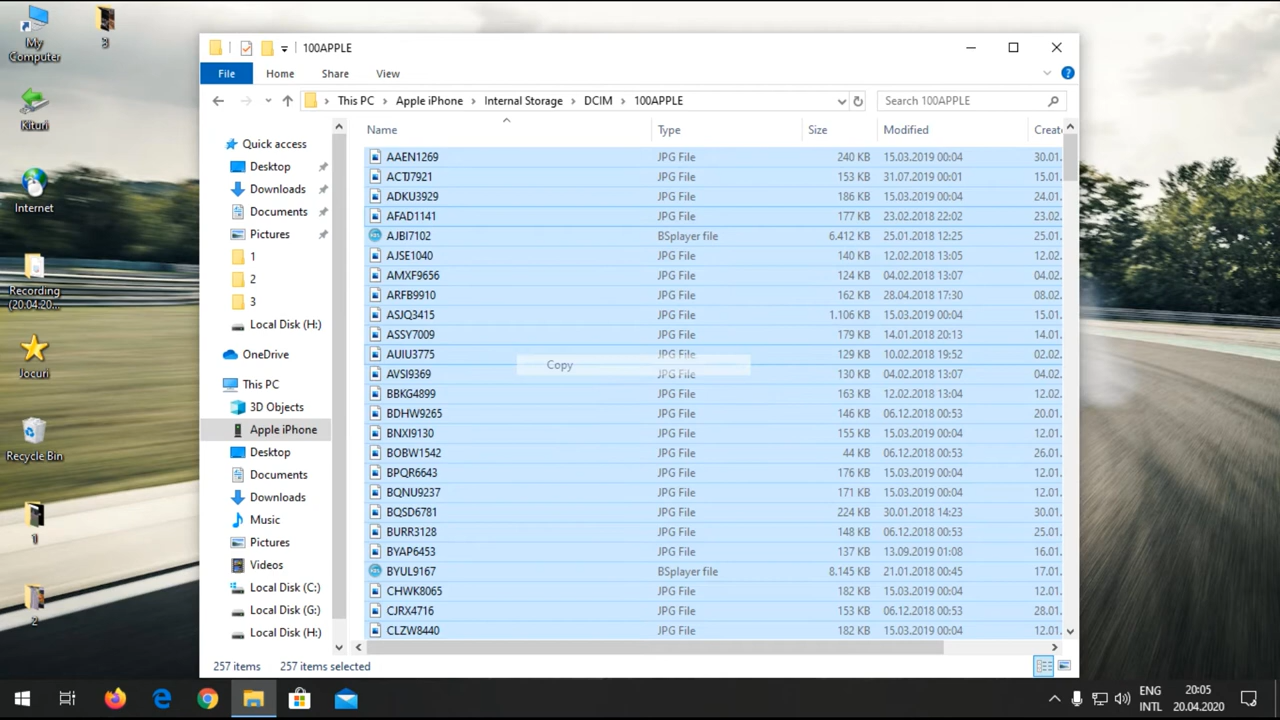 My Computer
3
Kituri
Internet
Recording (20.04.20...
Jocuri
Recycle Bin
1
2
100APPLE
File Home Share View
This PC Apple iPhone Internal Storage DCIM 100APPLE
Search 100APPLE
Quick access
Desktop
Downloads
Documents
Pictures
1
2
3
Local Disk (H:)
OneDrive
This PC
3D Objects
Apple iPhone
Desktop
Documents
Downloads
Music
Pictures
Videos
Local Disk (C:)
Local Disk (G:)
Local Disk (H:)
Name Type Size Modified Create
AAEN1269 JPG File 240 KB 15.03.2019 00:04 30.01.
ACTJ7921 JPG File 153 KB 31.07.2019 00:01 15.01.
ADKU3929 JPG File 186 KB 15.03.2019 00:04 24.01.
AFAD1141 JPG File 177 KB 23.02.2018 22:02 23.02.
AJBI7102 BSplayer file 6.412 KB 25.01.2018 12:25 25.01.
AJSE1040 JPG File 140 KB 12.02.2018 13:05 12.02.
AMXF9656 JPG File 124 KB 04.02.2018 13:07 04.02.
ARFB9910 JPG File 162 KB 28.04.2018 17:30 08.02.
ASJQ3415 JPG File 1.106 KB 15.03.2019 00:04 15.01.
ASSY7009 JPG File 179 KB 14.01.2018 20:13 14.01.
AUIU3775 JPG File 129 KB 10.02.2018 19:52 02.02.
Copy
AVSI9369 JPG File 130 KB 04.02.2018 13:07 04.02.
BBKG4899 JPG File 163 KB 12.02.2018 13:04 12.02.
BDHW9265 JPG File 146 KB 06.12.2018 00:53 20.01.
BNXI9130 JPG File 155 KB 15.03.2019 00:04 12.01.
BOBW1542 JPG File 44 KB 06.12.2018 00:53 26.01.
BPQR6643 JPG File 176 KB 15.03.2019 00:04 12.01.
BQNU9237 JPG File 171 KB 15.03.2019 00:04 12.01.
BQSD6781 JPG File 224 KB 30.01.2018 14:23 30.01.
BURR3128 JPG File 148 KB 06.12.2018 00:53 25.01.
BYAP6453 JPG File 137 KB 13.09.2019 01:08 16.01.
BYUL9167 BSplayer file 8.145 KB 21.01.2018 00:45 17.01.
CHWK8065 JPG File 182 KB 15.03.2019 00:04 12.01.
CJRX4716 JPG File 153 KB 06.12.2018 00:53 28.01.
CLZW8440 JPG File 182 KB 15.03.2019 00:04 12.01.
257 items 257 items selected
ENG 20:05
INTL 20.04.2020